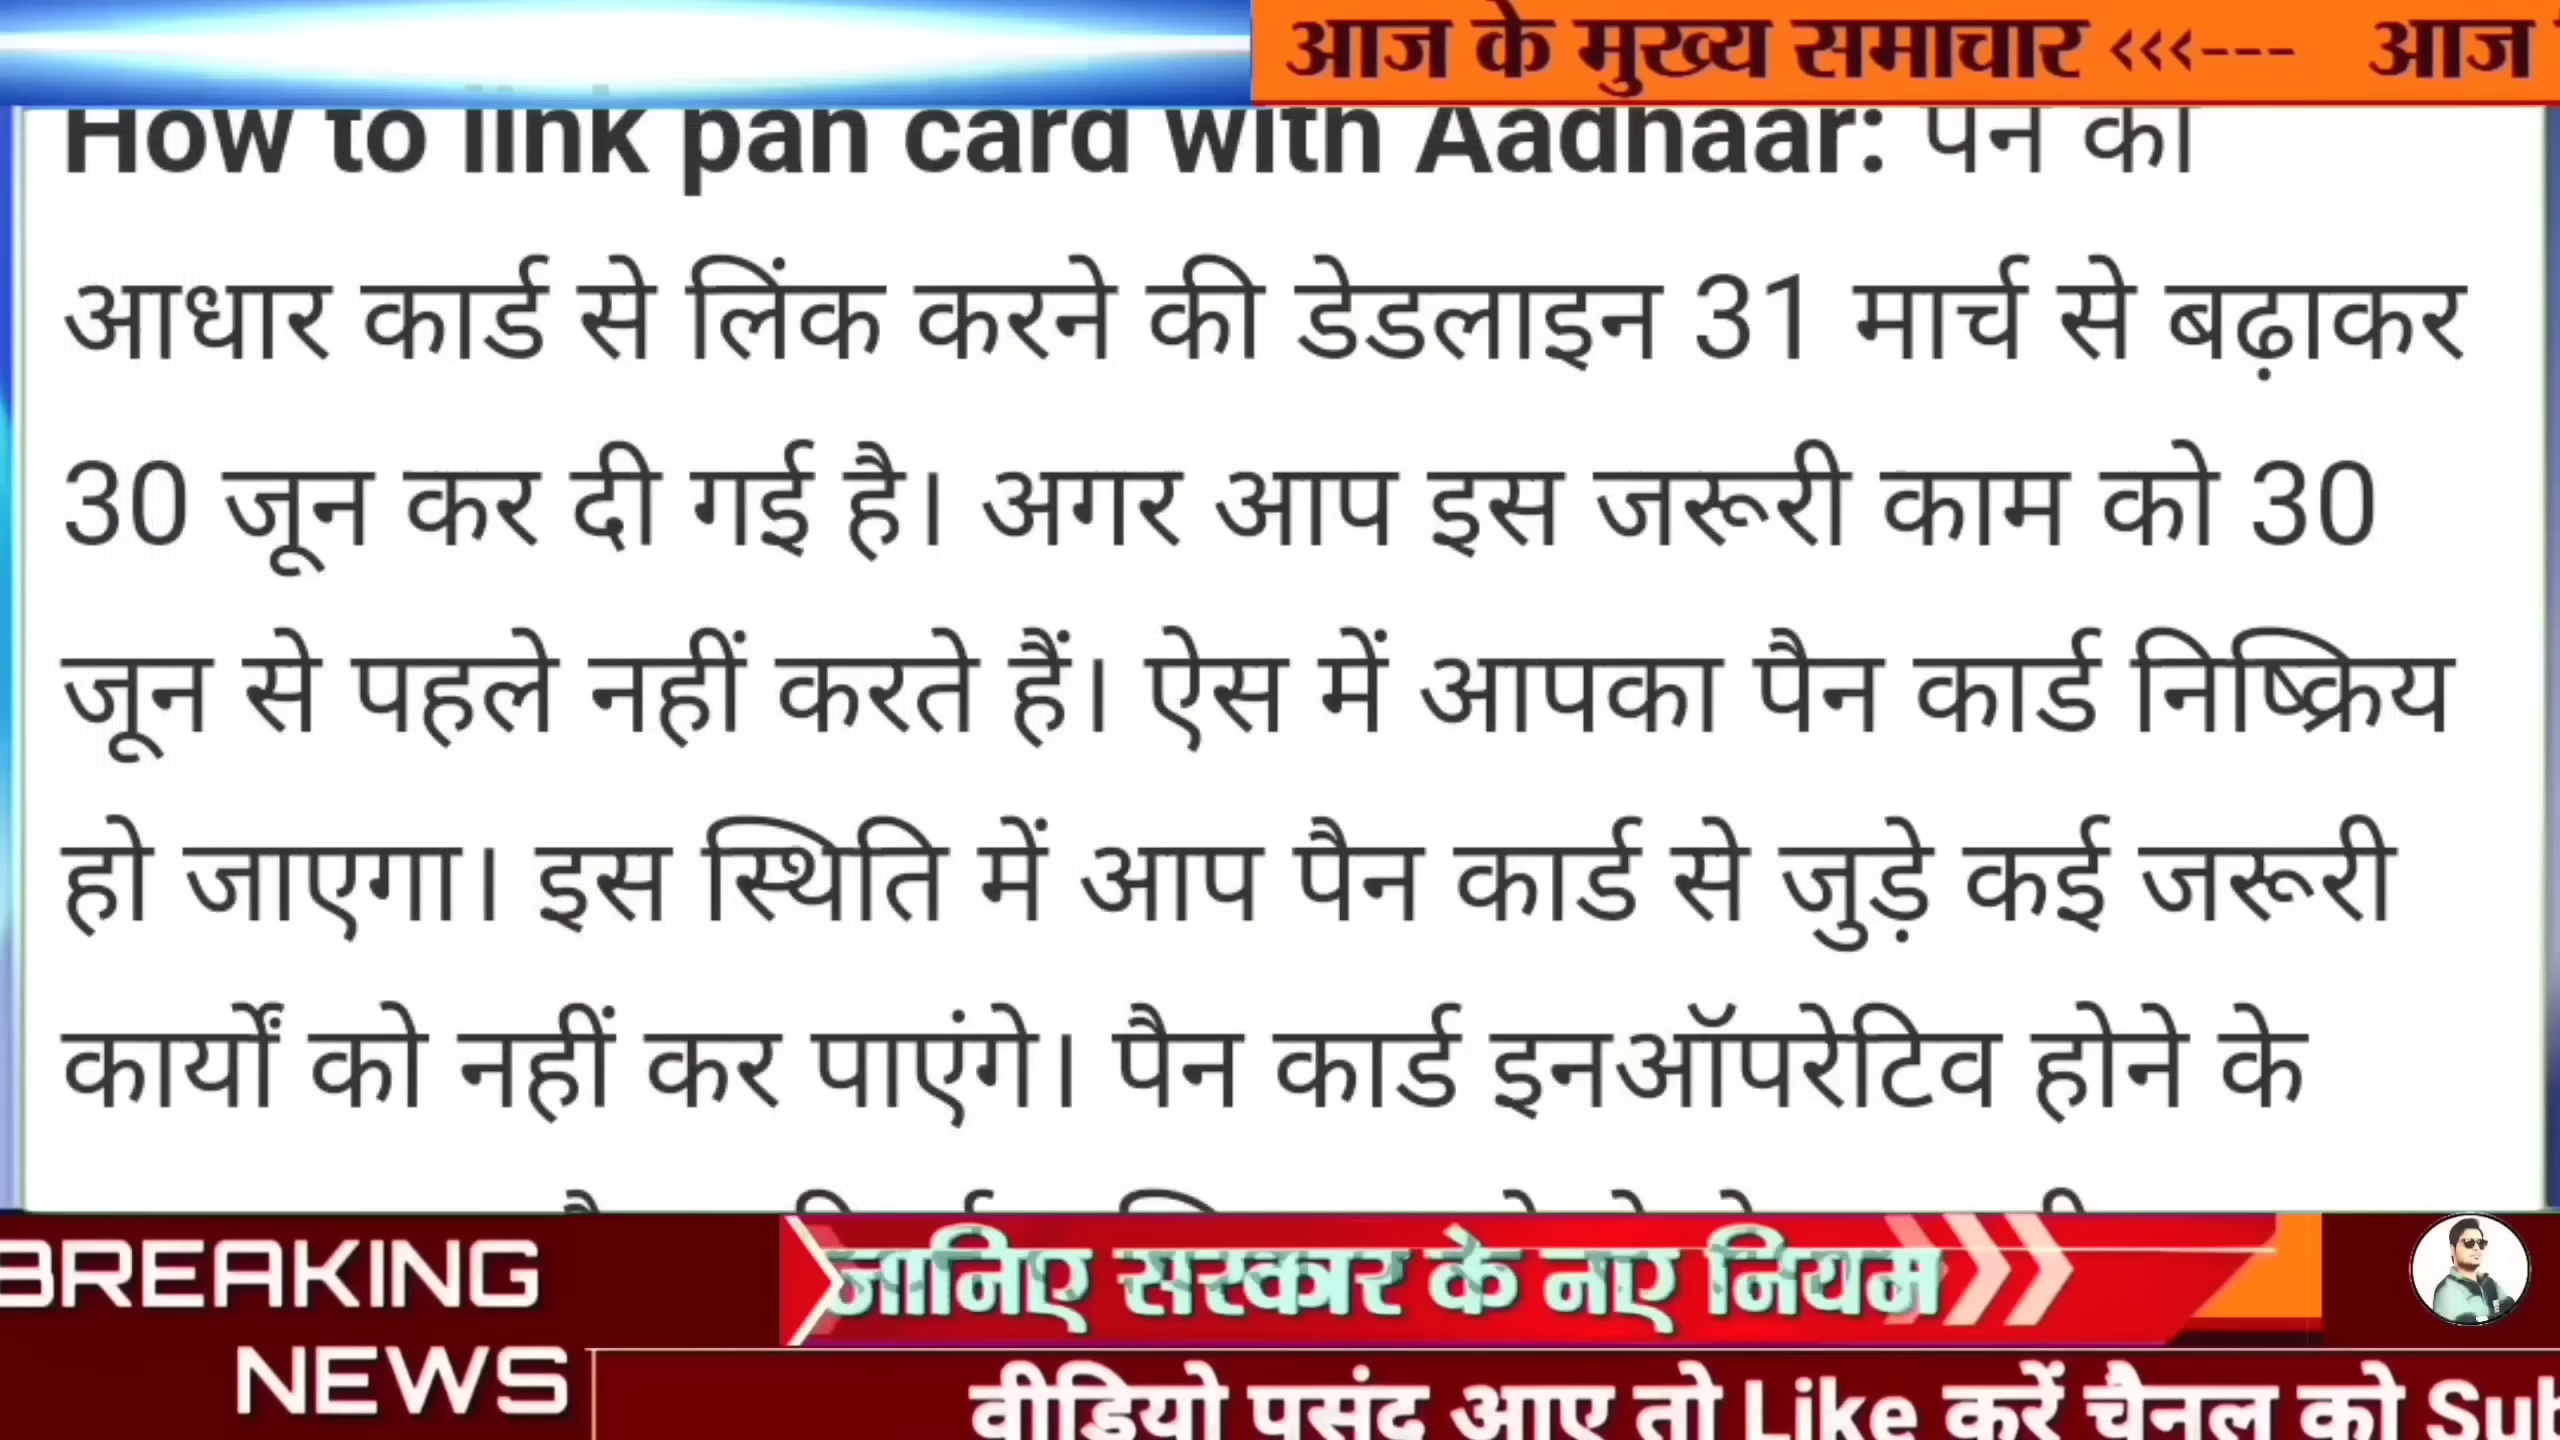 आज के मुख्य समाचार <<<--- आज
How to link pan card with Aadhaar: पैन को
आधार कार्ड से लिंक करने की डेडलाइन 31 मार्च से बढ़ाकर
30 जून कर दी गई है। अगर आप इस जरूरी काम को 30
जून से पहले नहीं करते हैं। ऐस में आपका पैन कार्ड निष्क्रिय
हो जाएगा। इस स्थिति में आप पैन कार्ड से जुड़े कई जरूरी
कार्यों को नहीं कर पाएंगे। पैन कार्ड इनऑपरेटिव होने के
BREAKING
NEWS
जानिए सरकार के नए नियम
वीडियो पसंद आए तो Like करें चैनल को Sub